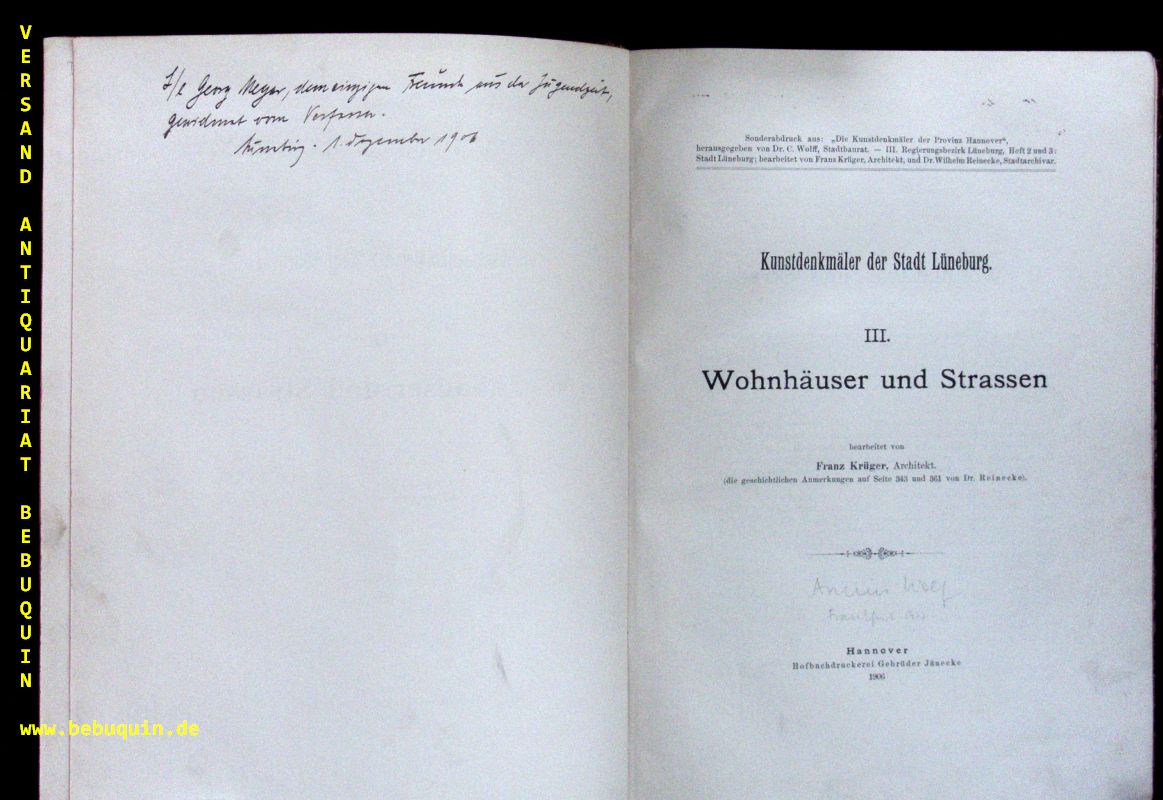 VERSAND ANTIQUARIAT BEBUQUIN
www.bebuquin.de
Georg Meyer, dem einzigen Freunde aus der Jugendzeit,
gewidmet vom Verfasser.
Lüneburg. 1. Dezember 1906
Sonderabdruck aus: „Die Kunstdenkmäler der Provinz Hannover“,
herausgegeben von Dr. C. Wolff, Stadtbaurat. — III. Regierungsbezirk Lüneburg, Heft 2 und 3:
Stadt Lüneburg; bearbeitet von Franz Krüger, Architekt, und Dr. Wilhelm Reinecke, Stadtarchivar.
Kunstdenkmäler der Stadt Lüneburg.
III.
Wohnhäuser und Strassen
bearbeitet von
Franz Krüger, Architekt.
(die geschichtlichen Anmerkungen auf Seite 343 und 361 von Dr. Reinecke).
Wolf
Frankfurt
Hannover
Hofbuchdruckerei Gebrüder Jänecke
1906